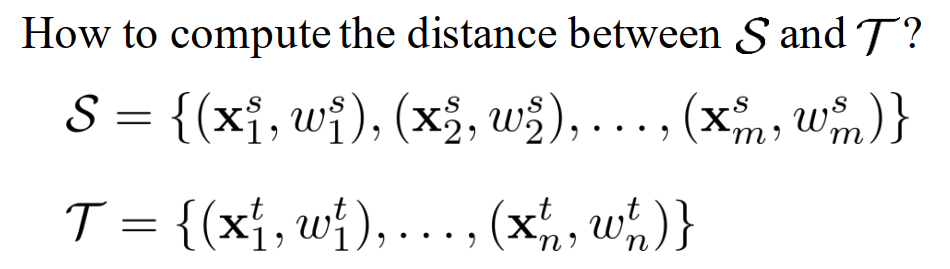 How to compute the distance between 𝒮 and 𝒯?
𝒮 = {(𝐱₁ˢ, w₁ˢ), (𝐱₂ˢ, w₂ˢ), . . . , (𝐱ₘˢ, wₘˢ)}
𝒯 = {(𝐱₁ᵗ, w₁ᵗ), . . . , (𝐱ₙᵗ, wₙᵗ)}